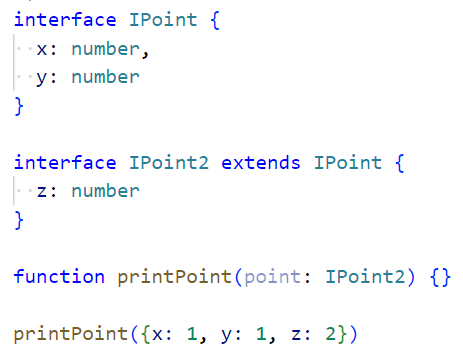 interface IPoint {
  x: number,
  y: number
}

interface IPoint2 extends IPoint {
  z: number
}

function printPoint(point: IPoint2) {}

printPoint({x: 1, y: 1, z: 2})